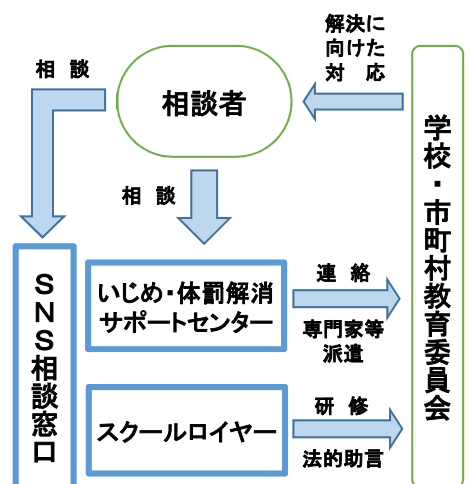 解決に
向けた
対応
相談
相談者
学校・市町村教育委員会
相談
SNS相談窓口
いじめ・体罰解消
サポートセンター
連絡
専門家等
派遣
スクールロイヤー
研修
法的助言